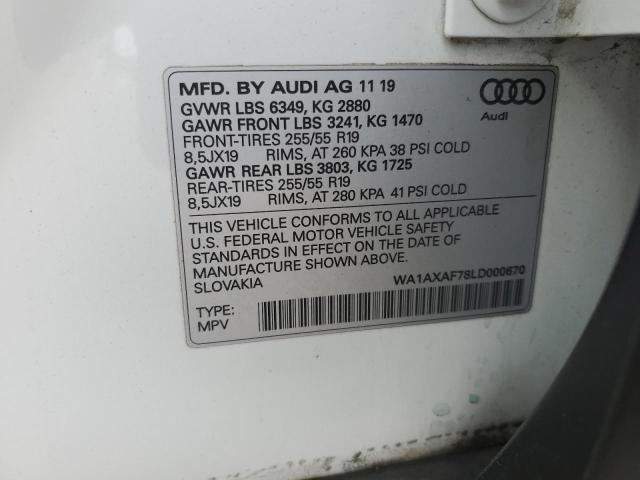 MFD. BY AUDI AG 11 19
GVWR LBS 6349, KG 2880
GAWR FRONT LBS 3241, KG 1470
FRONT-TIRES 255/55 R19
8,5JX19 RIMS, AT 260 KPA 38 PSI COLD
GAWR REAR LBS 3803, KG 1725
REAR-TIRES 255/55 R19
8,5JX19 RIMS, AT 280 KPA 41 PSI COLD
Audi
THIS VEHICLE CONFORMS TO ALL APPLICABLE
U.S. FEDERAL MOTOR VEHICLE SAFETY
STANDARDS IN EFFECT ON THE DATE OF
MANUFACTURE SHOWN ABOVE.
SLOVAKIA
WA1AXAF78LD000670
TYPE:
MPV